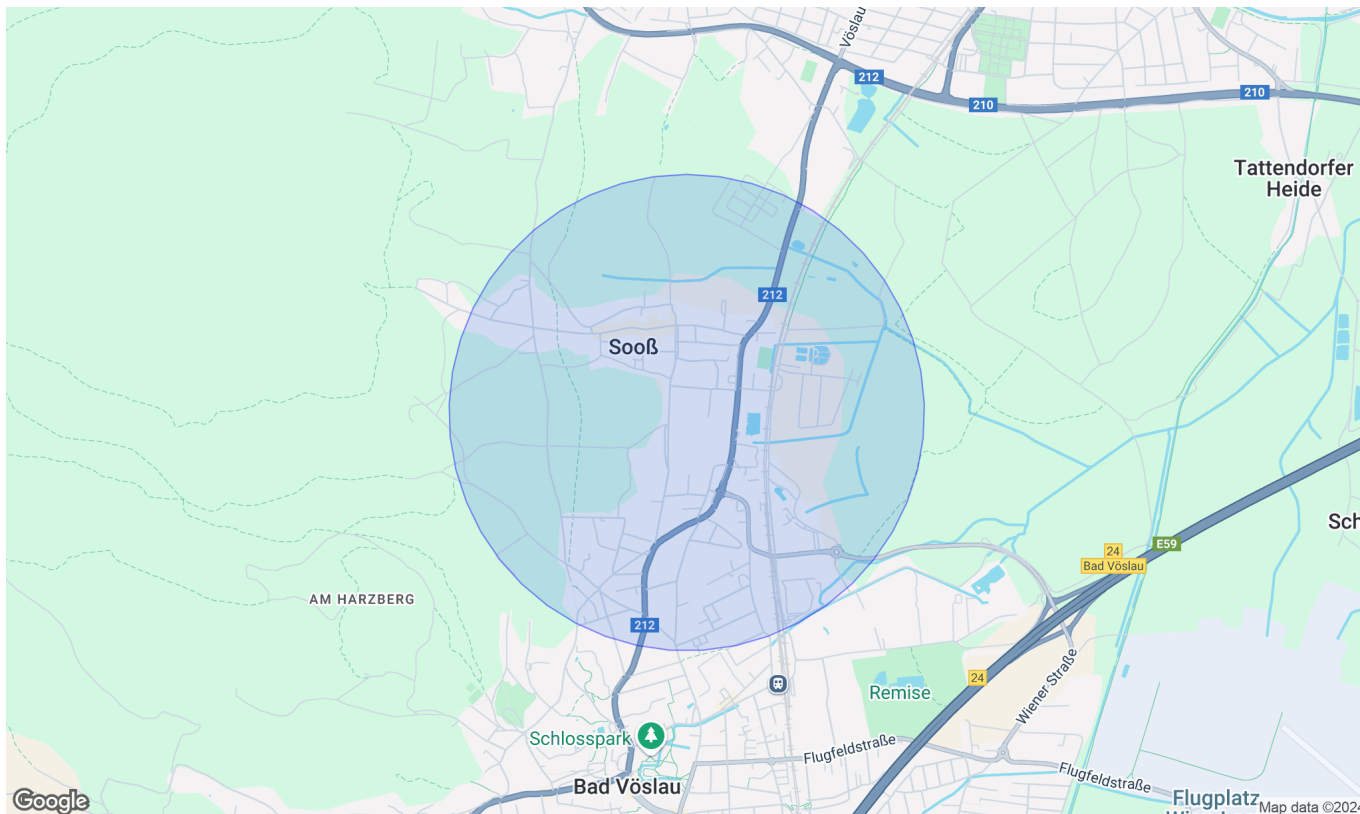 Vöslau
212
210
210
Tattendorfer
Heide
212
Sooß
Sch
E59
24
Bad Vöslau
AM HARZBERG
212
24
Remise
Wiener Straße
Schlosspark
Flugfeldstraße
Bad Vöslau
Flugfeldstraße
Flugplatz
Google
Map data ©2024